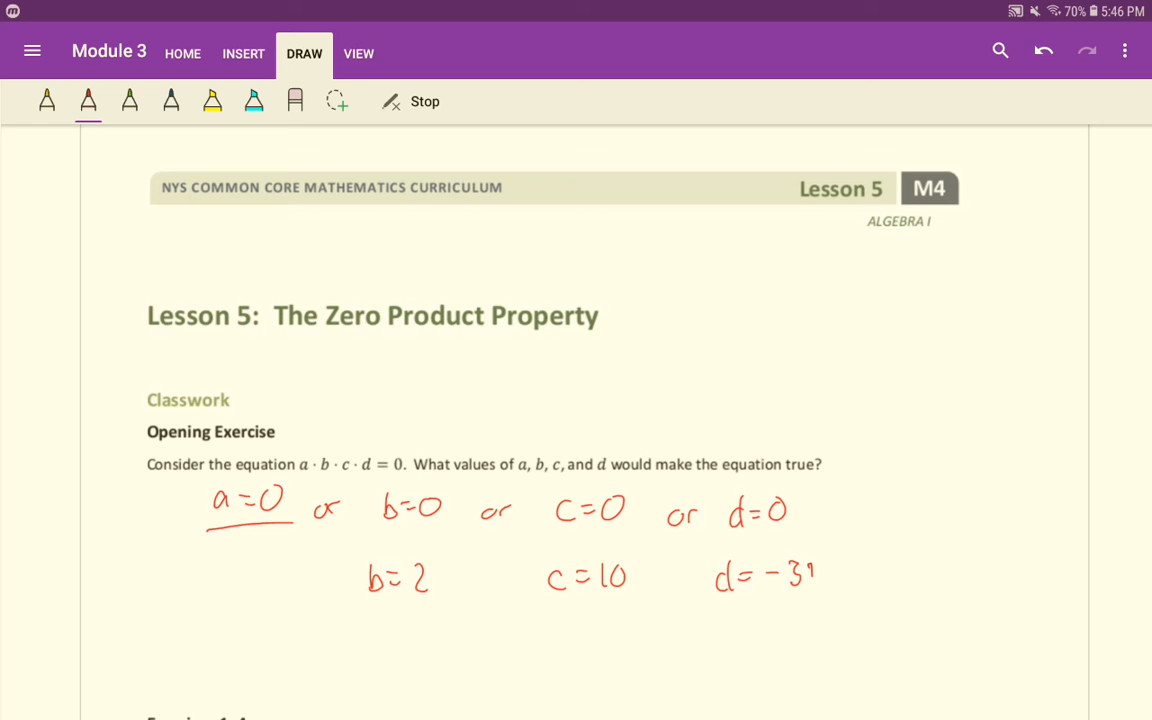 70% 5:46 PM
Module 3 HOME INSERT DRAW VIEW
Stop
NYS COMMON CORE MATHEMATICS CURRICULUM Lesson 5 M4
ALGEBRA I
Lesson 5: The Zero Product Property
Classwork
Opening Exercise
Consider the equation a · b · c · d = 0. What values of a, b, c, and d would make the equation true?
a = 0 or b = 0 or c = 0 or d = 0
b = 2 c = 10